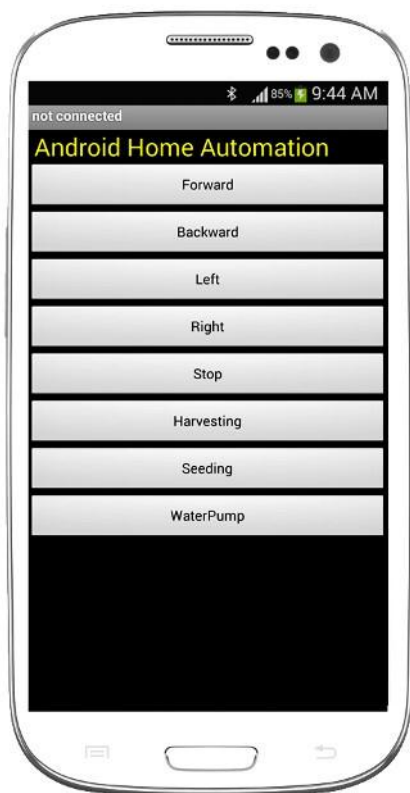 85% 9:44 AM
not connected
Android Home Automation
Forward
Backward
Left
Right
Stop
Harvesting
Seeding
WaterPump